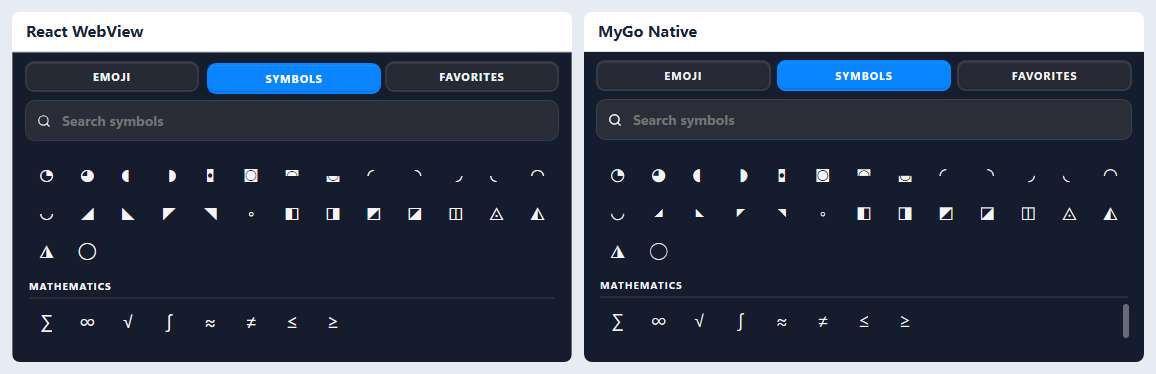 React WebView
EMOJI SYMBOLS FAVORITES
Search symbols
◔ ◕ ◖ ◗ ◘ ◙ ◚ ◛ ◜ ◝ ◞ ◟ ◠
◡ ◢ ◣ ◤ ◥ ◦ ◧ ◨ ◩ ◪ ◫ ◬ ◭
◮ ◯
MATHEMATICS
∑ ∞ √ ∫ ≈ ≠ ≤ ≥
MyGo Native
EMOJI SYMBOLS FAVORITES
Search symbols
◔ ◕ ◖ ◗ ◘ ◙ ◚ ◛ ◜ ◝ ◞ ◟ ◠
◡ ◢ ◣ ◤ ◥ ◦ ◧ ◨ ◩ ◪ ◫ ◬ ◭
◮ ◯
MATHEMATICS
∑ ∞ √ ∫ ≈ ≠ ≤ ≥